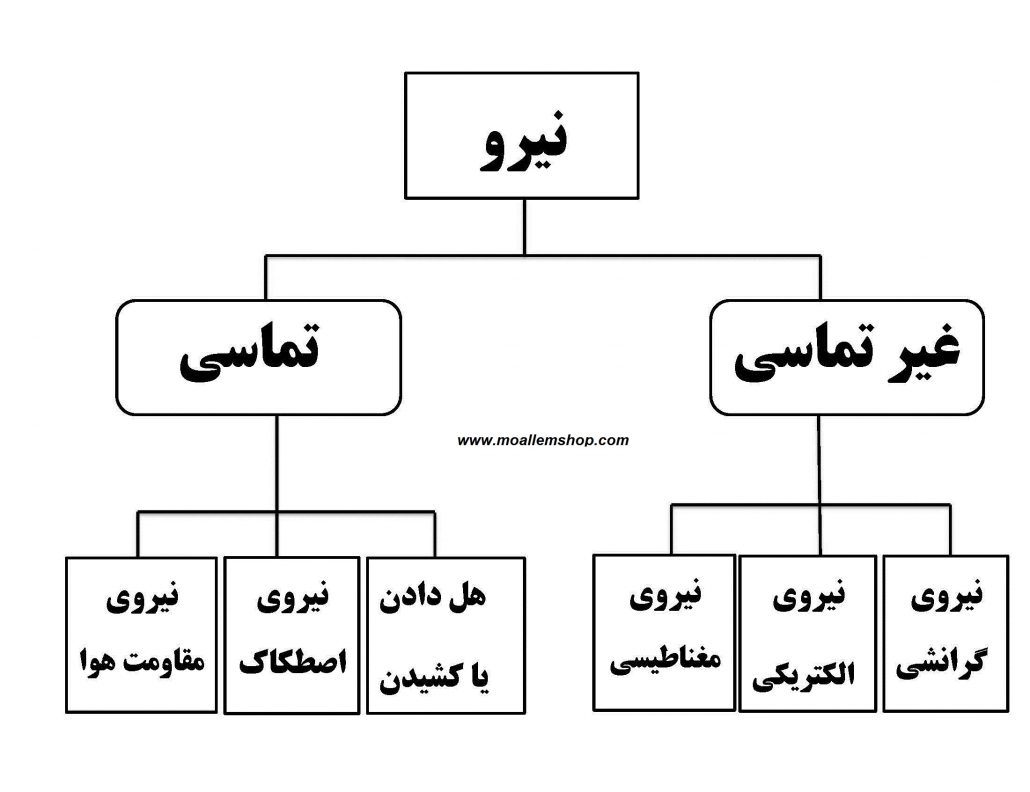 نیرو
غیر تماسی
تماسی
www.moallemshop.com
نیروی
گرانشی
نیروی
الکتریکی
نیروی
مغناطیسی
هل دادن
یا کشیدن
نیروی
اصطکاک
نیروی
مقاومت هوا